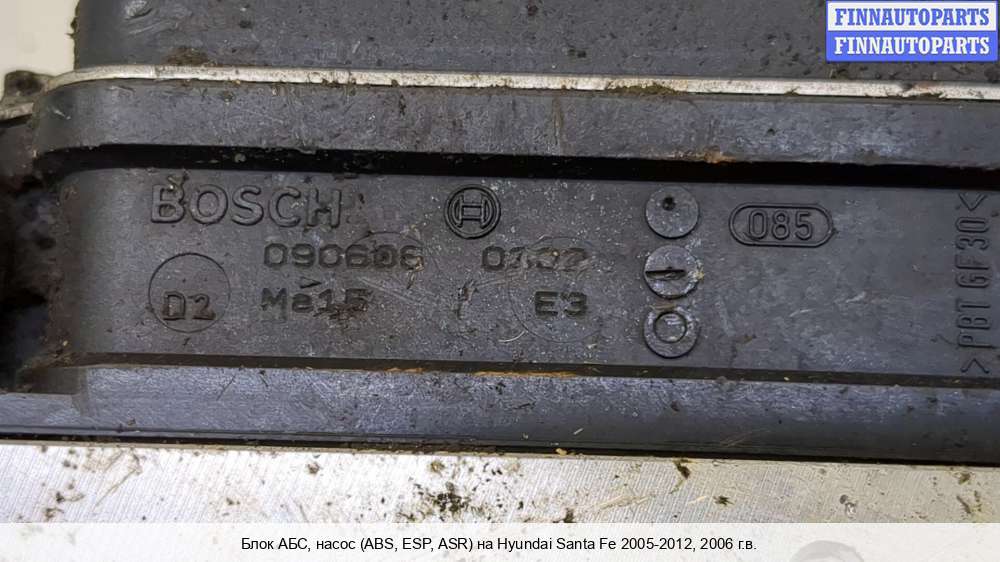 FINNAUTOPARTS
FINNAUTOPARTS
BOSCH
085
090606
D2
Me15
E3
>PBT GF30<
Блок АБС, насос (ABS, ESP, ASR) на Hyundai Santa Fe 2005-2012, 2006 г.в.